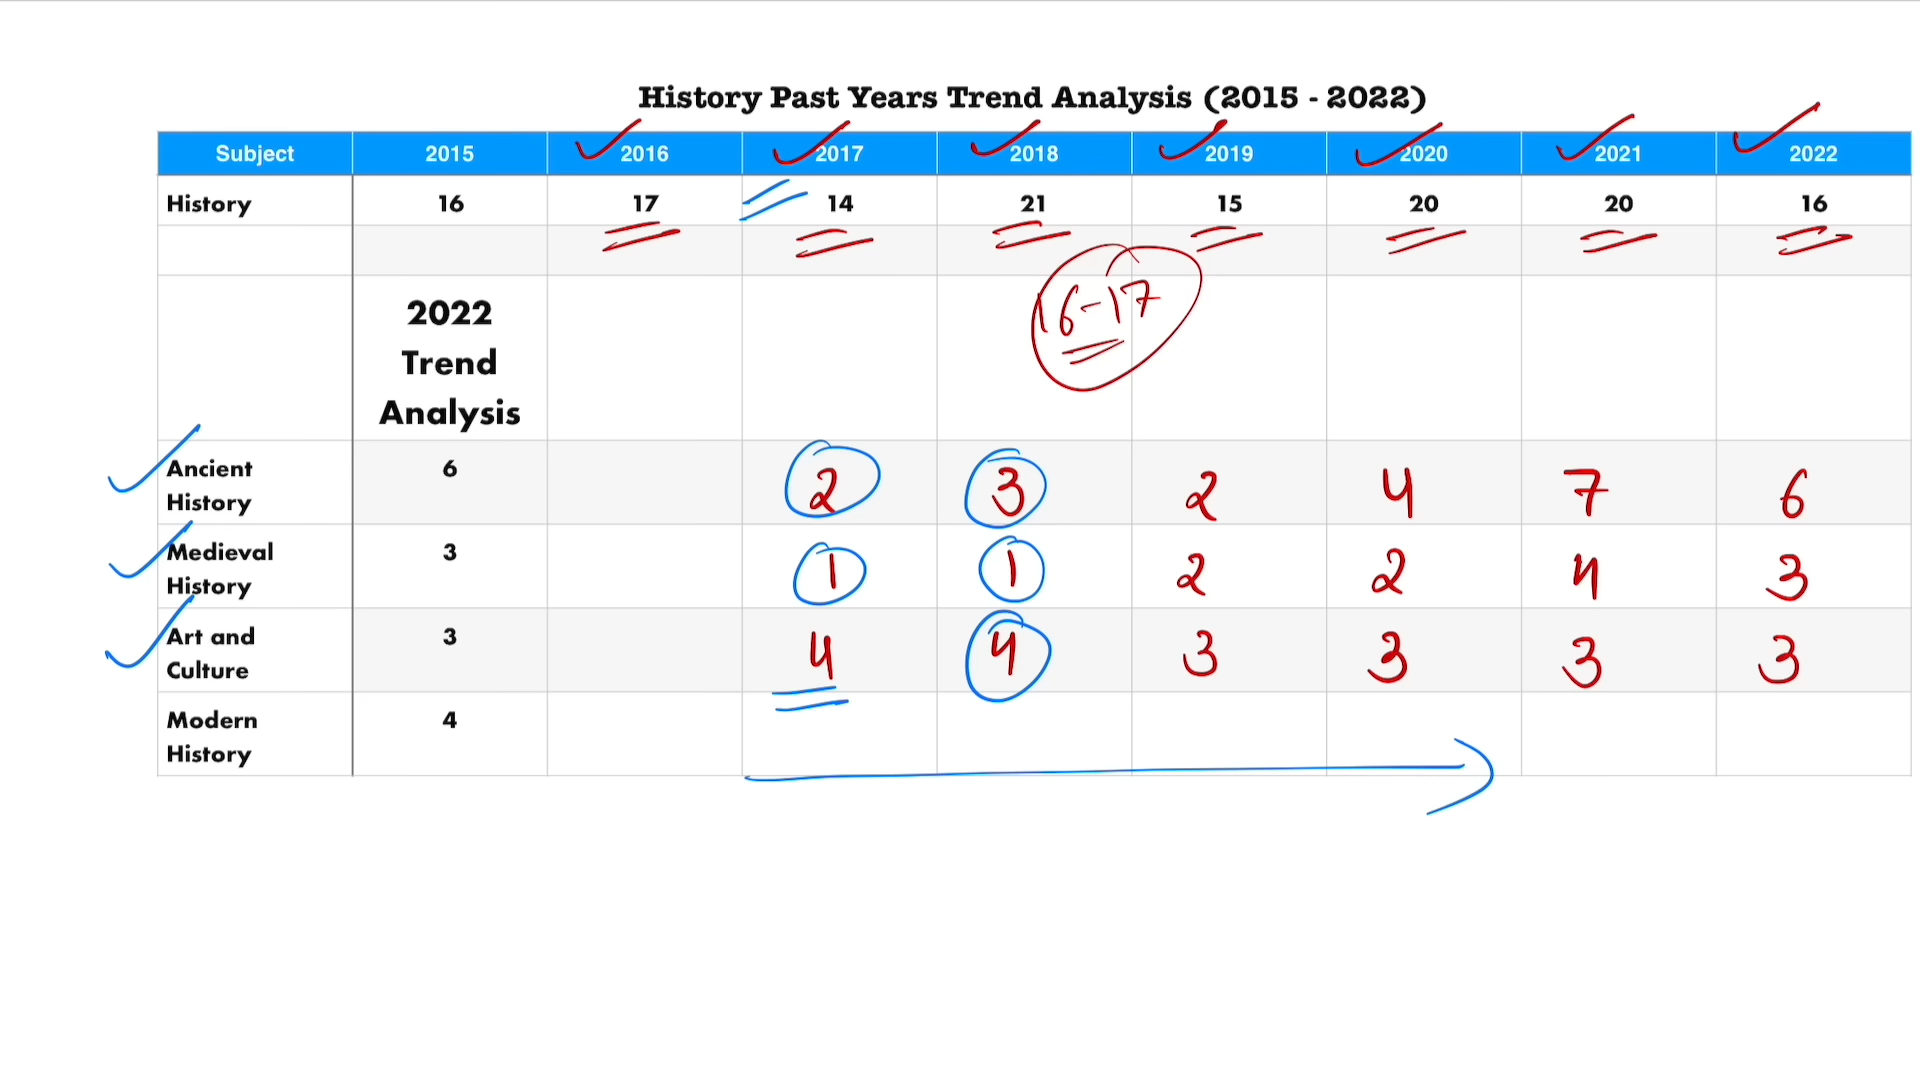 History Past Years Trend Analysis (2015 - 2022)
Subject 2015 2016 2017 2018 2019 2020 2021 2022
History 16 17 14 21 15 20 20 16
16-17
2022
Trend
Analysis
Ancient History 6 2 3 2 4 7 6
Medieval History 3 1 1 2 2 4 3
Art and Culture 3 4 4 3 3 3 3
Modern History 4